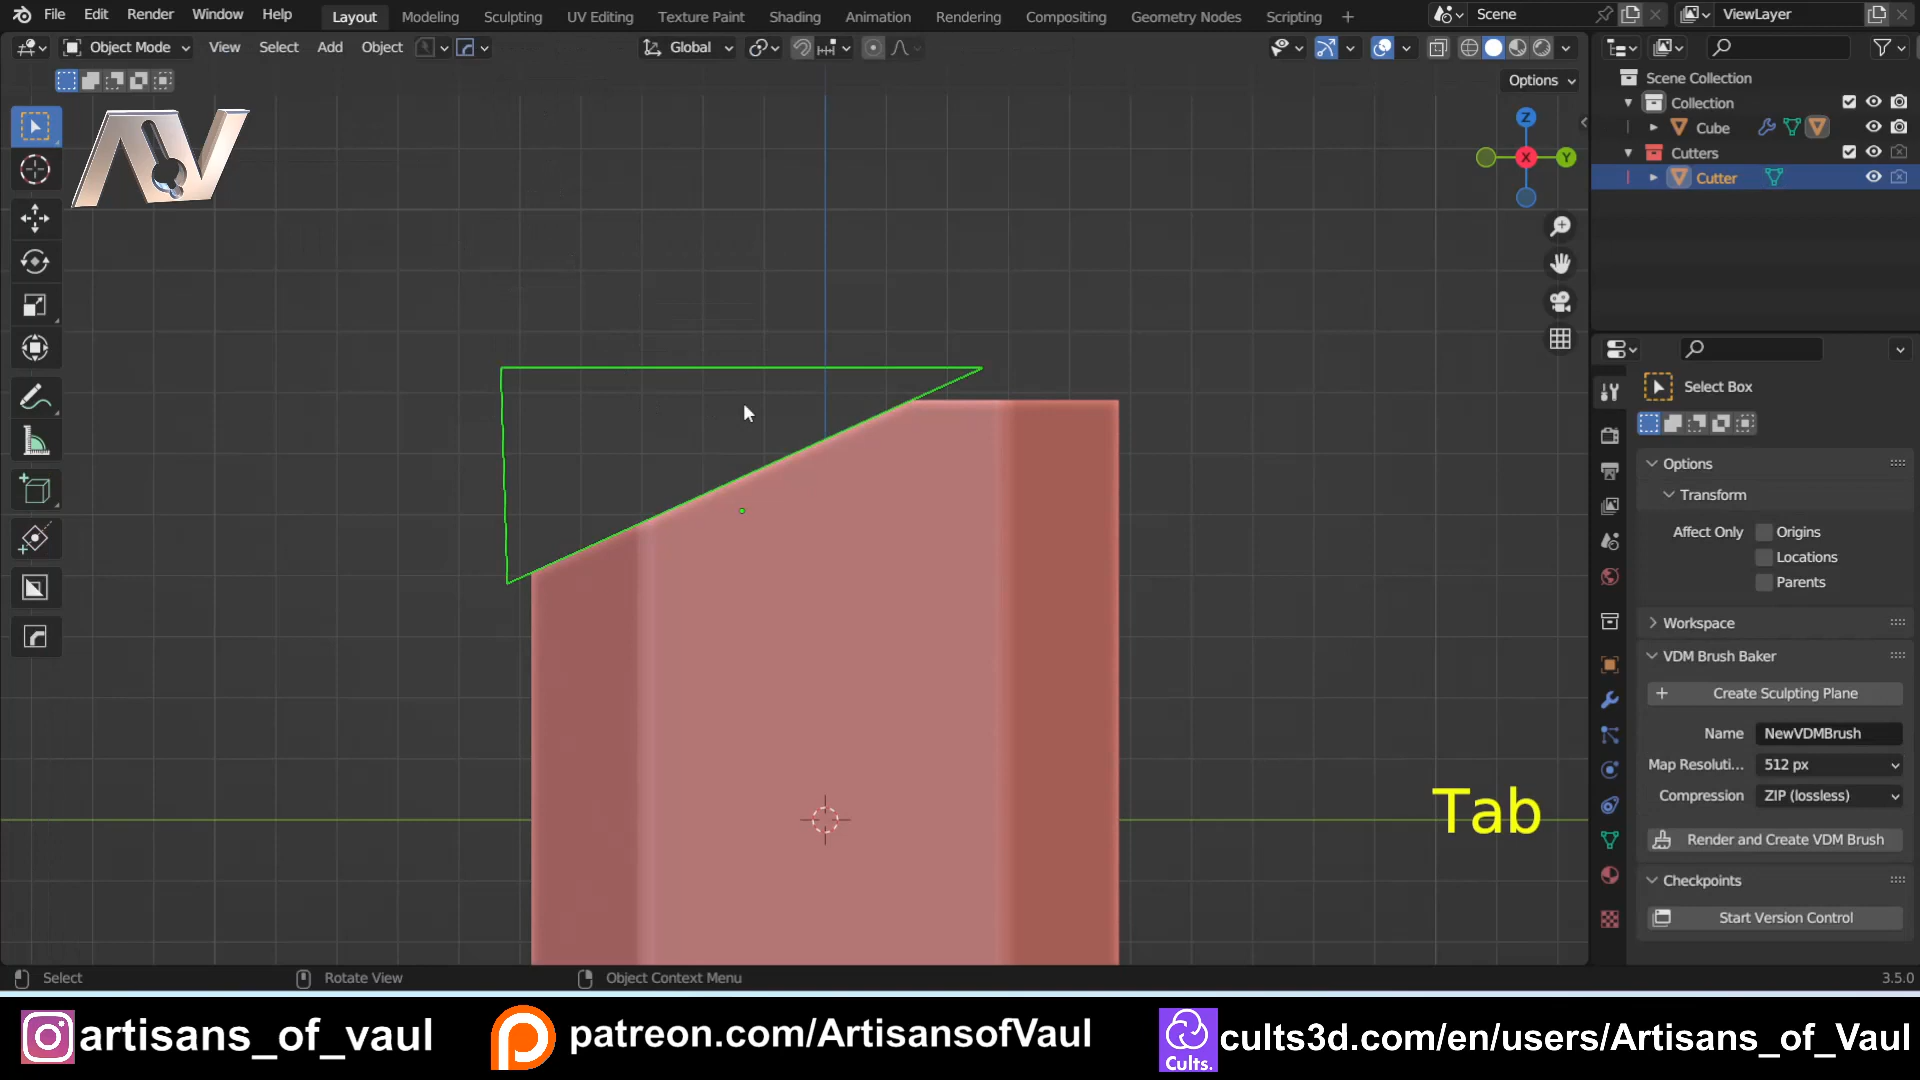 File Edit Render Window Help Layout Modeling Sculpting UV Editing Texture Paint Shading Animation Rendering Compositing Geometry Nodes Scripting + Scene ViewLayer
Object Mode View Select Add Object Global
Options
Scene Collection
Collection
Cube
Cutters
Cutter
Z
X
Y
AV
Select Box
Options
Transform
Affect Only Origins
Locations
Parents
Workspace
VDM Brush Baker
+ Create Sculpting Plane
Name NewVDMBrush
Map Resoluti... 512 px
Compression ZIP (lossless)
Render and Create VDM Brush
Checkpoints
Start Version Control
Tab
Select Rotate View Object Context Menu 3.5.0
artisans_of_vaul patreon.com/ArtisansofVaul Cults. cults3d.com/en/users/Artisans_of_Vaul